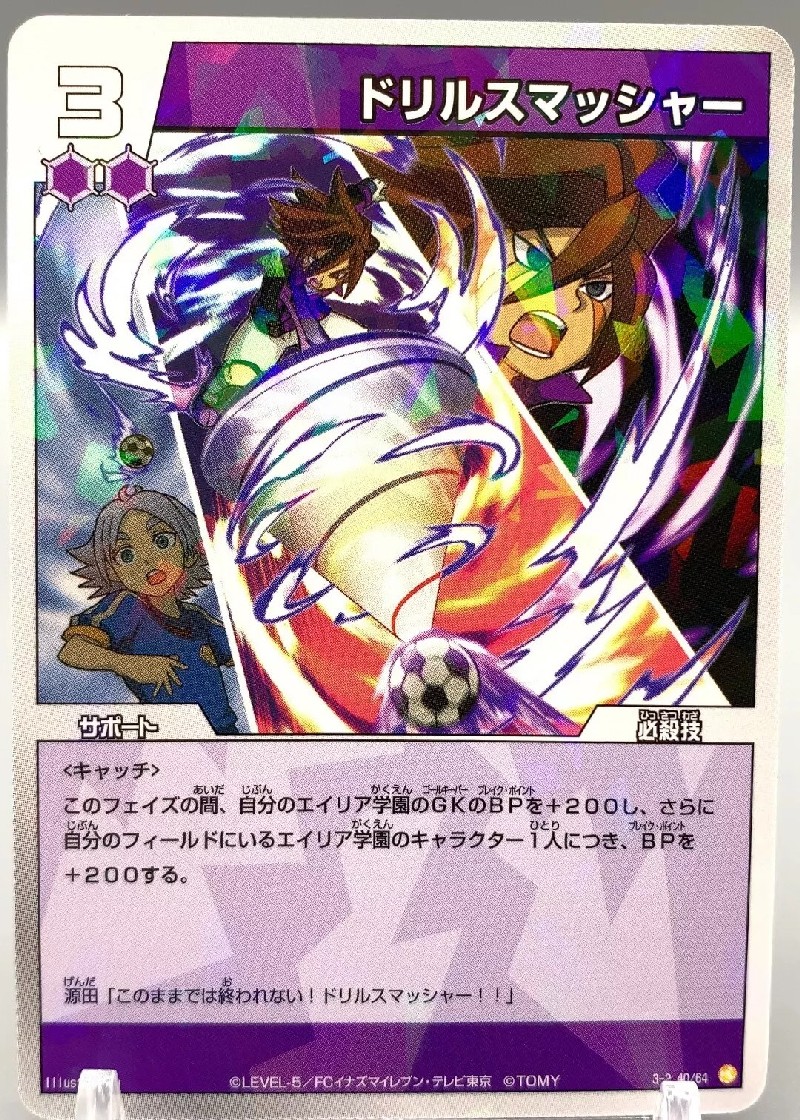 3
ドリルスマッシャー
サポート
必殺技
<キャッチ>
このフェイズの間、自分のエイリア学園のGKのBPを+200し、さらに
自分のフィールドにいるエイリア学園のキャラクター1人につき、BPを
+200する。
源田「このままでは終われない！ドリルスマッシャー！！」
Illus
©LEVEL-5/FCイナズマイレブン・テレビ東京 ©TOMY
40/64